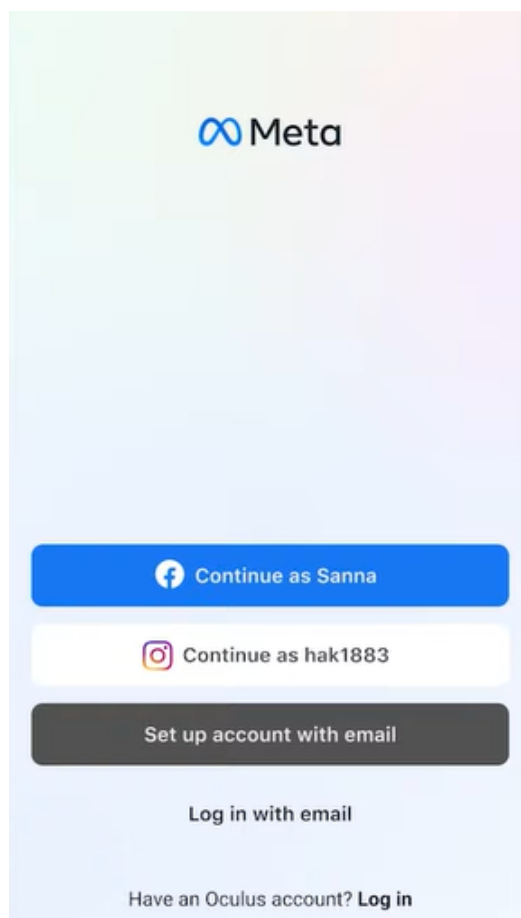 Meta
Continue as Sanna
Continue as hak1883
Set up account with email
Log in with email
Have an Oculus account? Log in